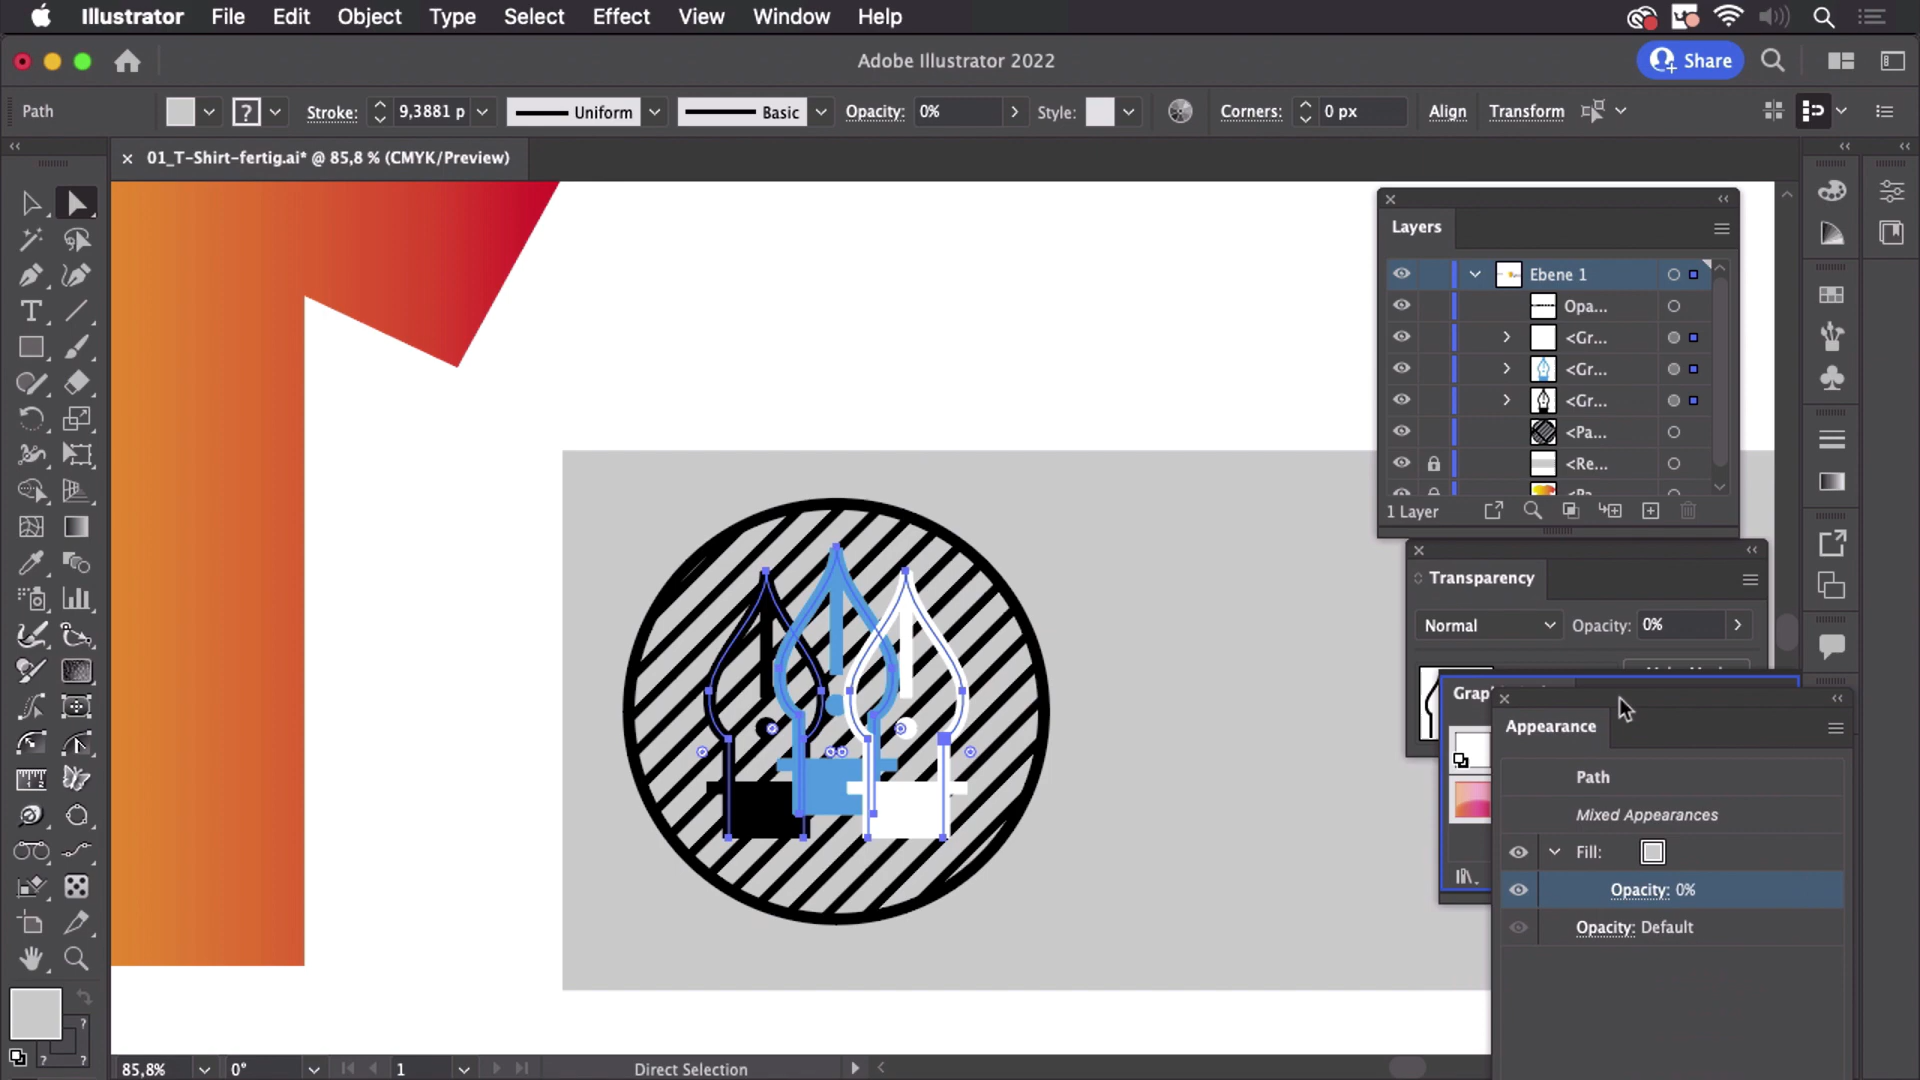 Illustrator File Edit Object Type Select Effect View Window Help
Adobe Illustrator 2022
Share
Path
?
Stroke:
9,3881 p
Uniform
Basic
Opacity:
0%
Style:
Corners:
0 px
Align
Transform
01_T-Shirt-fertig.ai* @ 85,8 % (CMYK/Preview)
Layers
Ebene 1
Opa...
<Gr...
<Gr...
<Gr...
<Pa...
<Re...
<Pa...
1 Layer
Transparency
Normal
Opacity:
0%
Appearance
Path
Mixed Appearances
Fill:
Opacity: 0%
Opacity: Default
T
?
?
?
85,8%
0°
1
Direct Selection